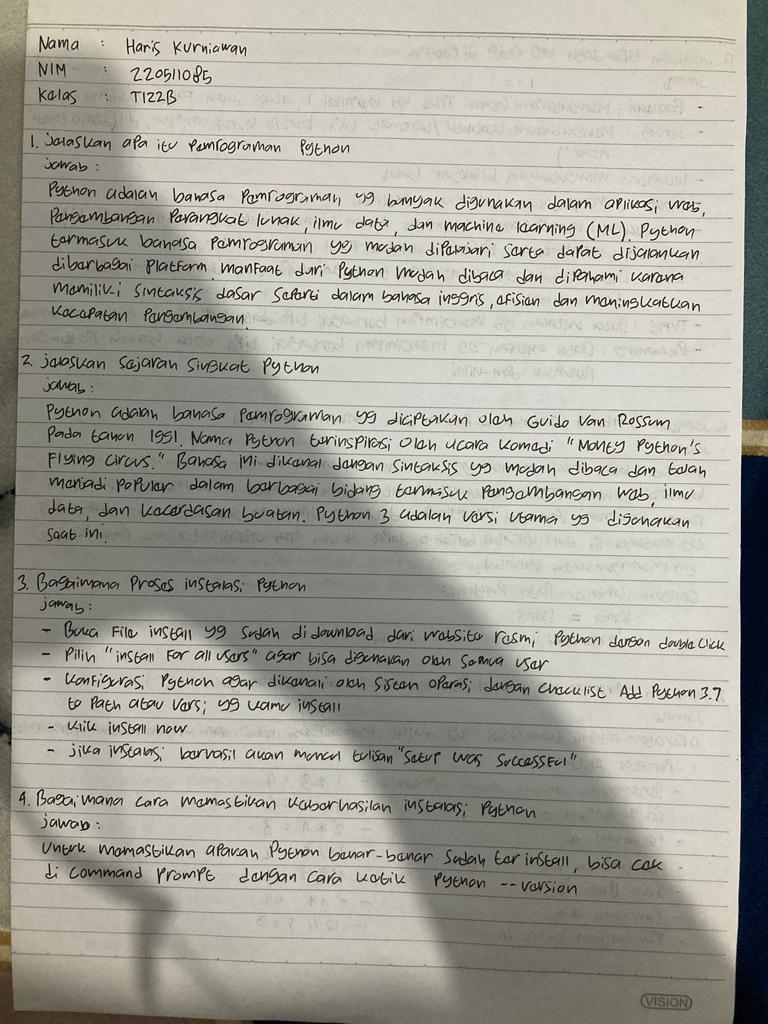 Nama : Haris Kurniawan
NIM : 220511085
Kelas : TI22B
1. Jelaskan apa itu Pemrograman Python
jawab :
Python adalah bahasa Pemrograman yg banyak digunakan dalam aplikasi web,
Pengembangan Perangkat lunak, ilmu data, dan machine learning (ML). Python
termasuk bahasa Pemrograman yg mudah dipelajari serta dapat dijalankan
diberbagai Platform. manfaat dari Python mudah dibaca dan dipahami karena
memiliki sintaksis dasar seperti dalam bahasa inggris, efisien dan meningkatkan
kecepatan Pengembangan.
2. jelaskan Sejarah Singkat Python
jawab :
Python adalah bahasa Pemrograman yg diciptakan oleh Guido Van Rossum
Pada tahun 1991. Nama Python terinspirasi oleh acara komedi "Monty Python's
Flying Circus." Bahasa ini dikenal dengan sintaksis yg mudah dibaca dan telah
menjadi Populer dalam berbagai bidang termasuk Pengembangan web, ilmu
data, dan kecerdasan buatan. Python 3 adalah versi utama yg digunakan
saat ini.
3. Bagaimana Proses instalasi Python
jawab :
- Buka File install yg sudah di download dari website resmi Python dengan double Click
- Pilih "install For all users" agar bisa digunakan oleh semua user
- Konfigurasi Python agar dikenali oleh sistem operasi dengan checklist Add Python 3.7
to Path atau versi yg kamu install
- Klik install now
- jika instalasi berhasil akan muncul tulisan "Setup was SuccessFul"
4. Bagaimana cara memastikan keberhasilan instalasi Python
jawab :
Untuk memastikan apakah Python benar-benar sudah ter install, bisa cek
di command Prompt dengan cara ketik Python --version
VISION